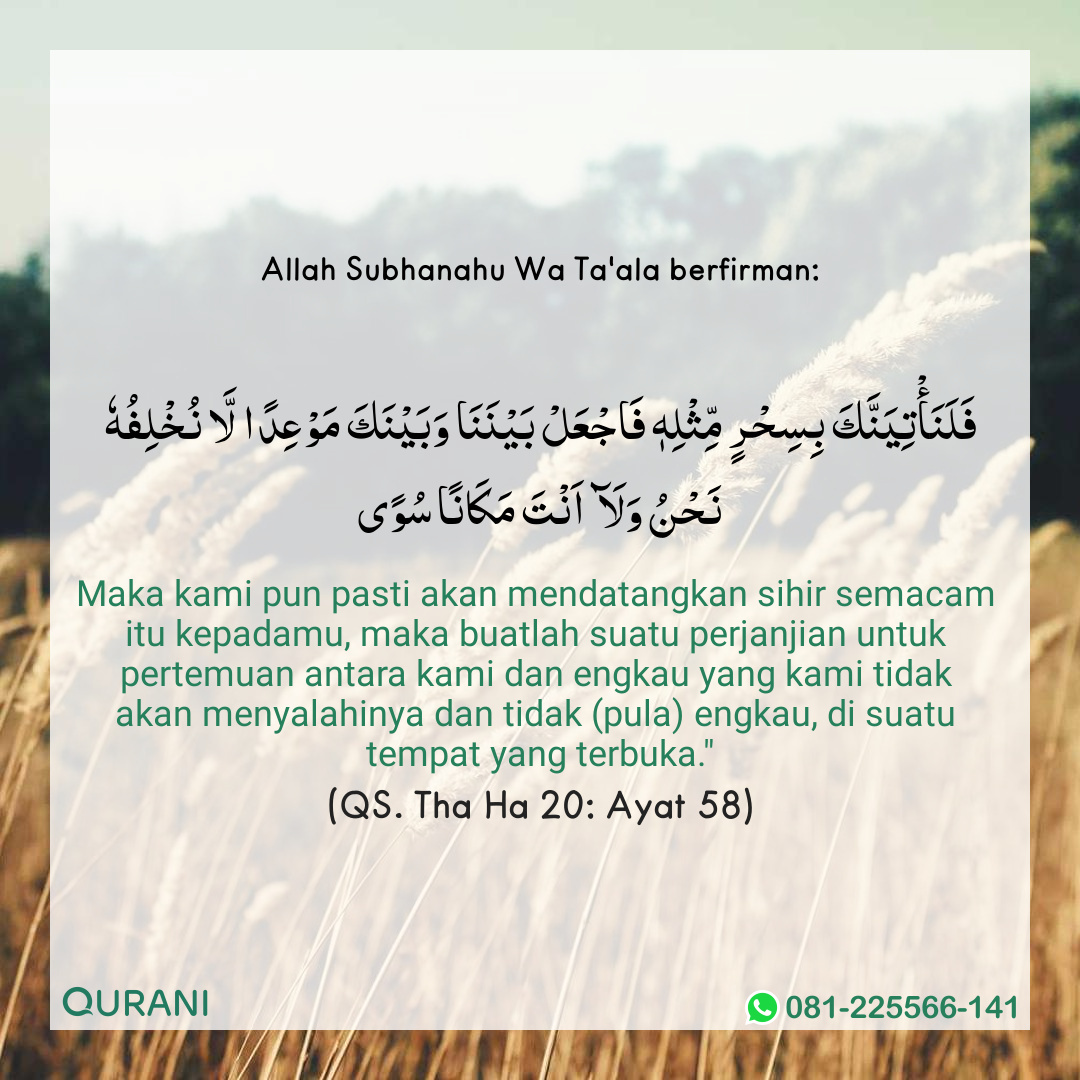 Allah Subhanahu Wa Ta'ala berfirman:
فَلَنَأْتِيَنَّكَ بِسِحْرٍ مِّثْلِهٖ فَاجْعَلْ بَيْنَنَا وَبَيْنَكَ مَوْعِدًا لَّا نُخْلِفُهٗ
نَحْنُ وَلَآ اَنْتَ مَكَانًا سُوًى
Maka kami pun pasti akan mendatangkan sihir semacam
itu kepadamu, maka buatlah suatu perjanjian untuk
pertemuan antara kami dan engkau yang kami tidak
akan menyalahinya dan tidak (pula) engkau, di suatu
tempat yang terbuka."
(QS. Tha Ha 20: Ayat 58)
QURANI
081-225566-141